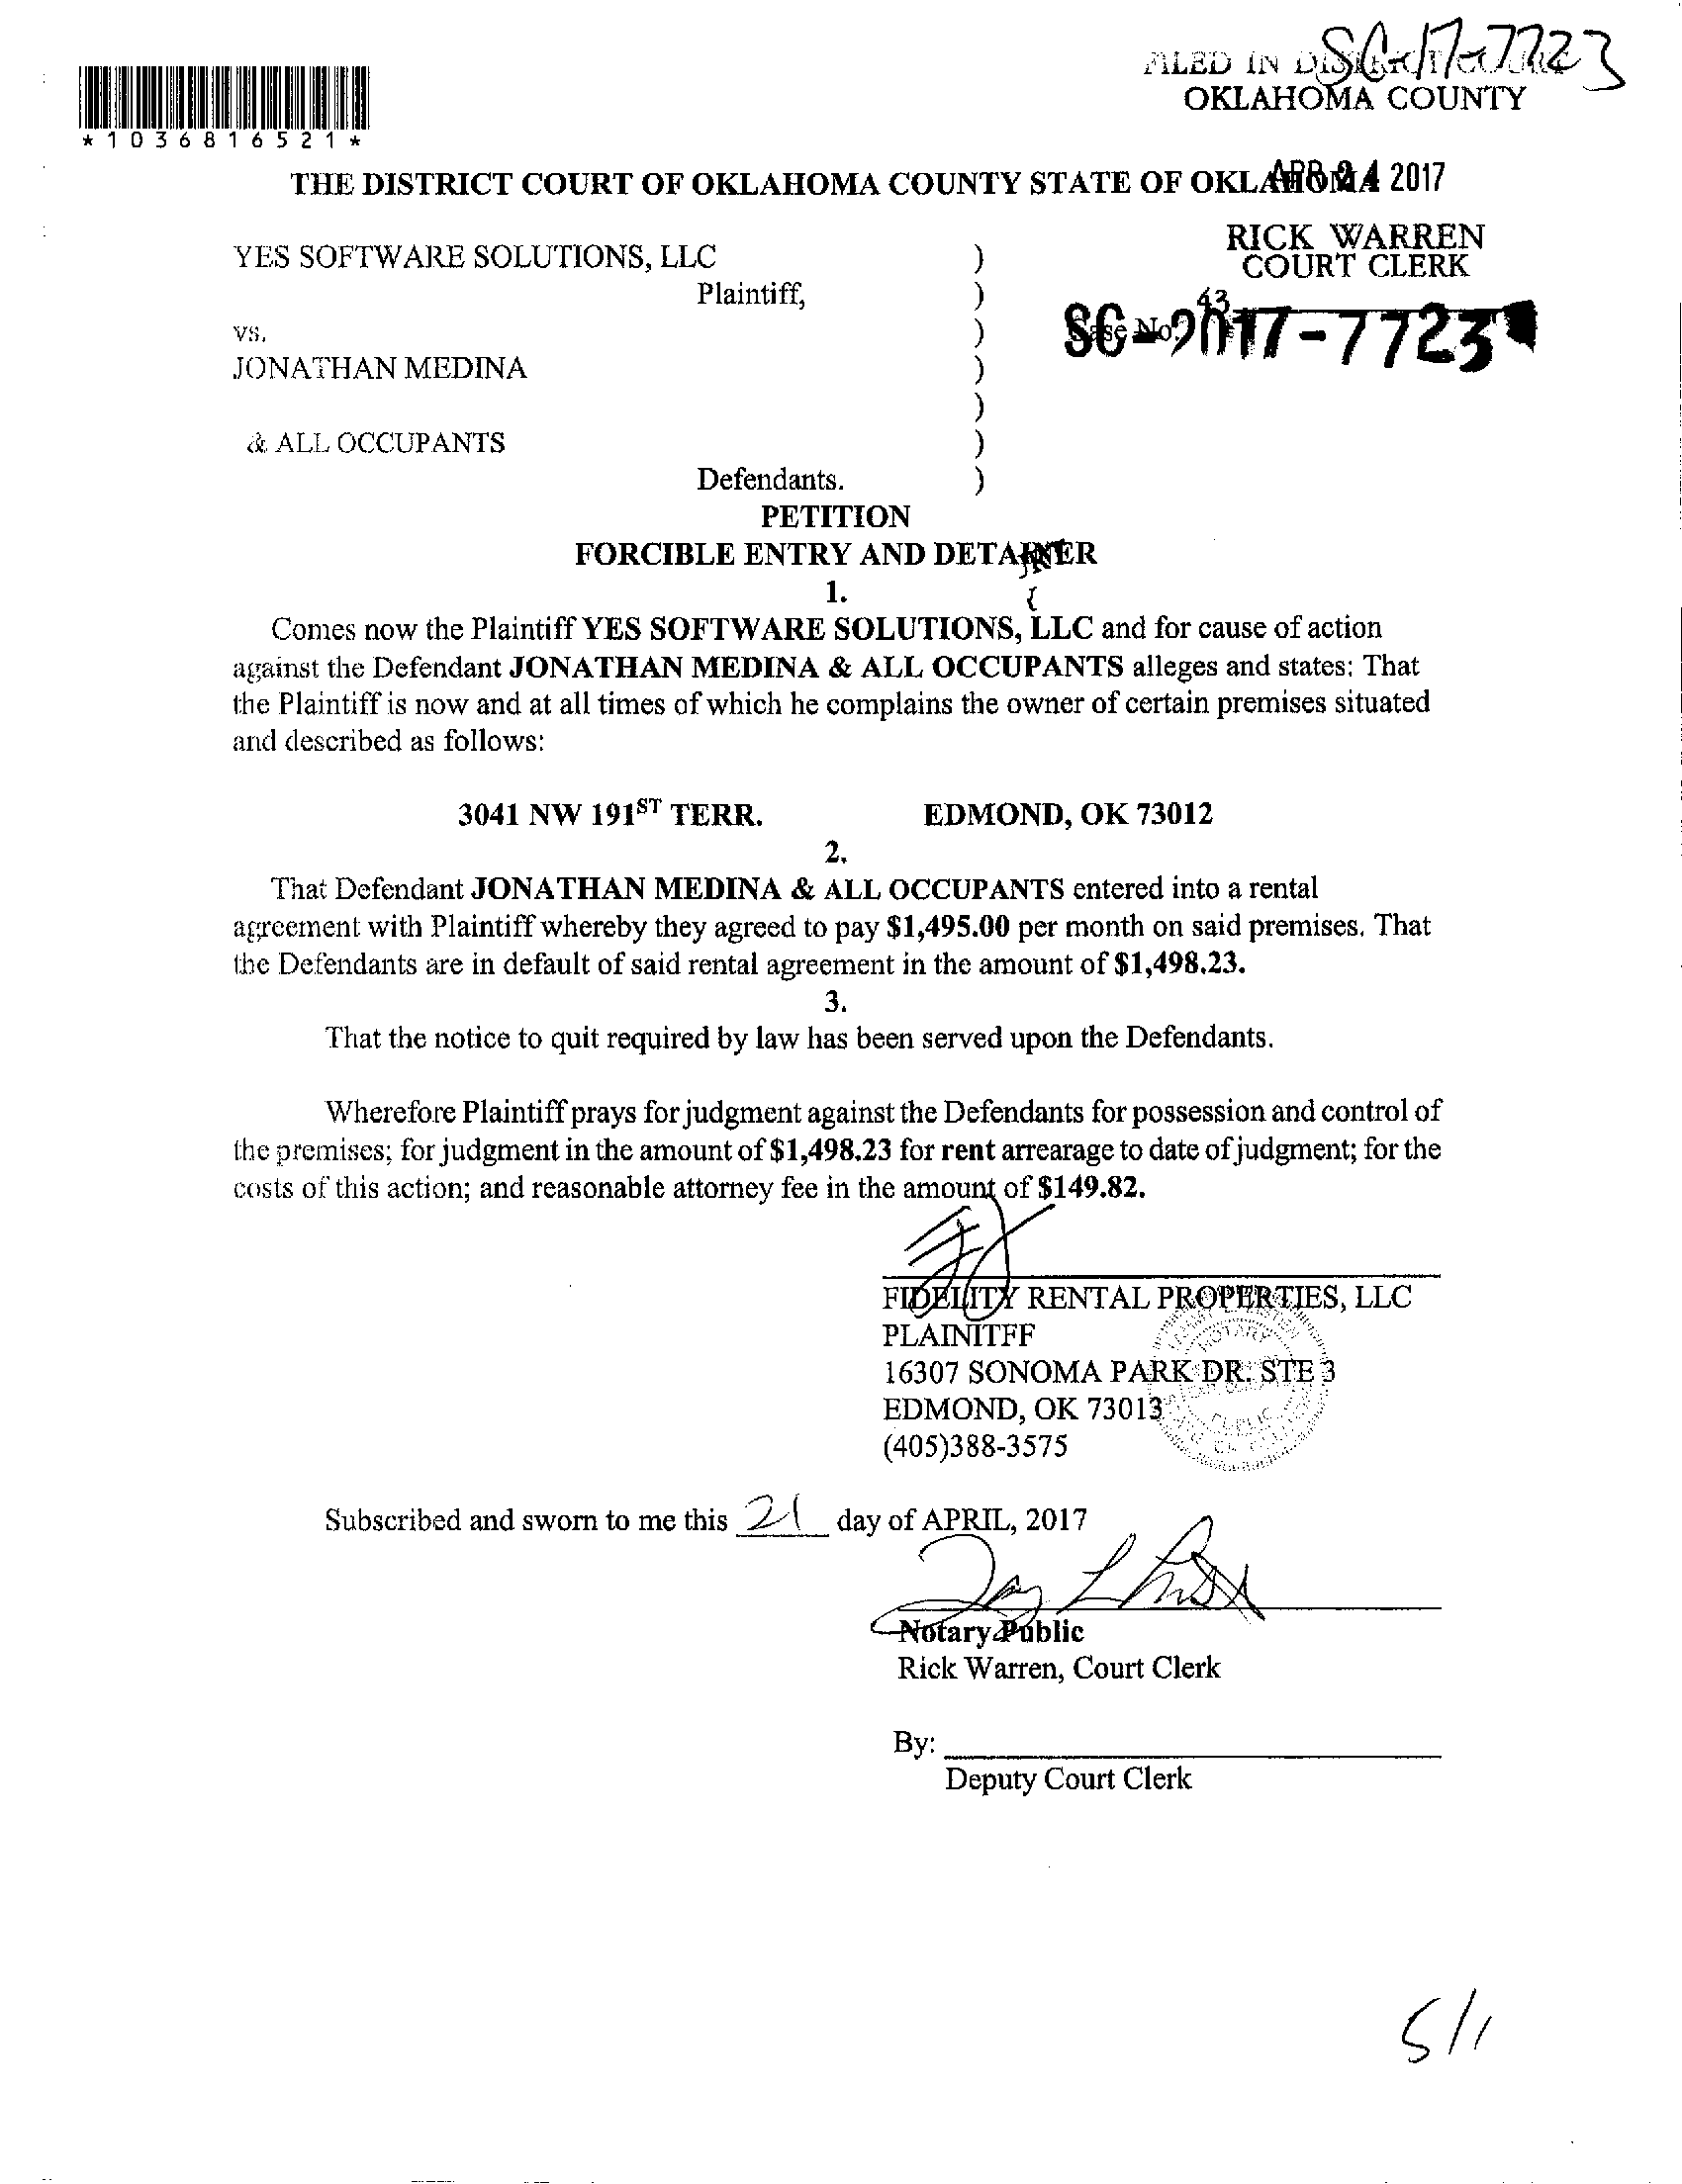 SC-17-7723
FILED IN DISTRICT COURT
OKLAHOMA COUNTY
*1036816521*
THE DISTRICT COURT OF OKLAHOMA COUNTY STATE OF OKLAHOMA
APR 24 2017
RICK WARREN
COURT CLERK
YES SOFTWARE SOLUTIONS, LLC )
Plaintiff, )
43
vs. ) Case No.
SC-2017-7723
JONATHAN MEDINA )
)
& ALL OCCUPANTS )
Defendants. )
PETITION
FORCIBLE ENTRY AND DETAINER
1.
Comes now the Plaintiff YES SOFTWARE SOLUTIONS, LLC and for cause of action
against the Defendant JONATHAN MEDINA & ALL OCCUPANTS alleges and states: That
the Plaintiff is now and at all times of which he complains the owner of certain premises situated
and described as follows:
3041 NW 191ST TERR. EDMOND, OK 73012
2.
That Defendant JONATHAN MEDINA & ALL OCCUPANTS entered into a rental
agreement with Plaintiff whereby they agreed to pay $1,495.00 per month on said premises. That
the Defendants are in default of said rental agreement in the amount of $1,498.23.
3.
That the notice to quit required by law has been served upon the Defendants.
Wherefore Plaintiff prays for judgment against the Defendants for possession and control of
the premises; for judgment in the amount of $1,498.23 for rent arrearage to date of judgment; for the
costs of this action; and reasonable attorney fee in the amount of $149.82.
FIDELITY RENTAL PROPERTIES, LLC
PLAINITFF
16307 SONOMA PARK DR. STE 3
EDMOND, OK 73013
(405)388-3575
NOTARY
PUBLIC
Subscribed and sworn to me this 21 day of APRIL, 2017
Notary Public
Rick Warren, Court Clerk
By:
Deputy Court Clerk
5/1